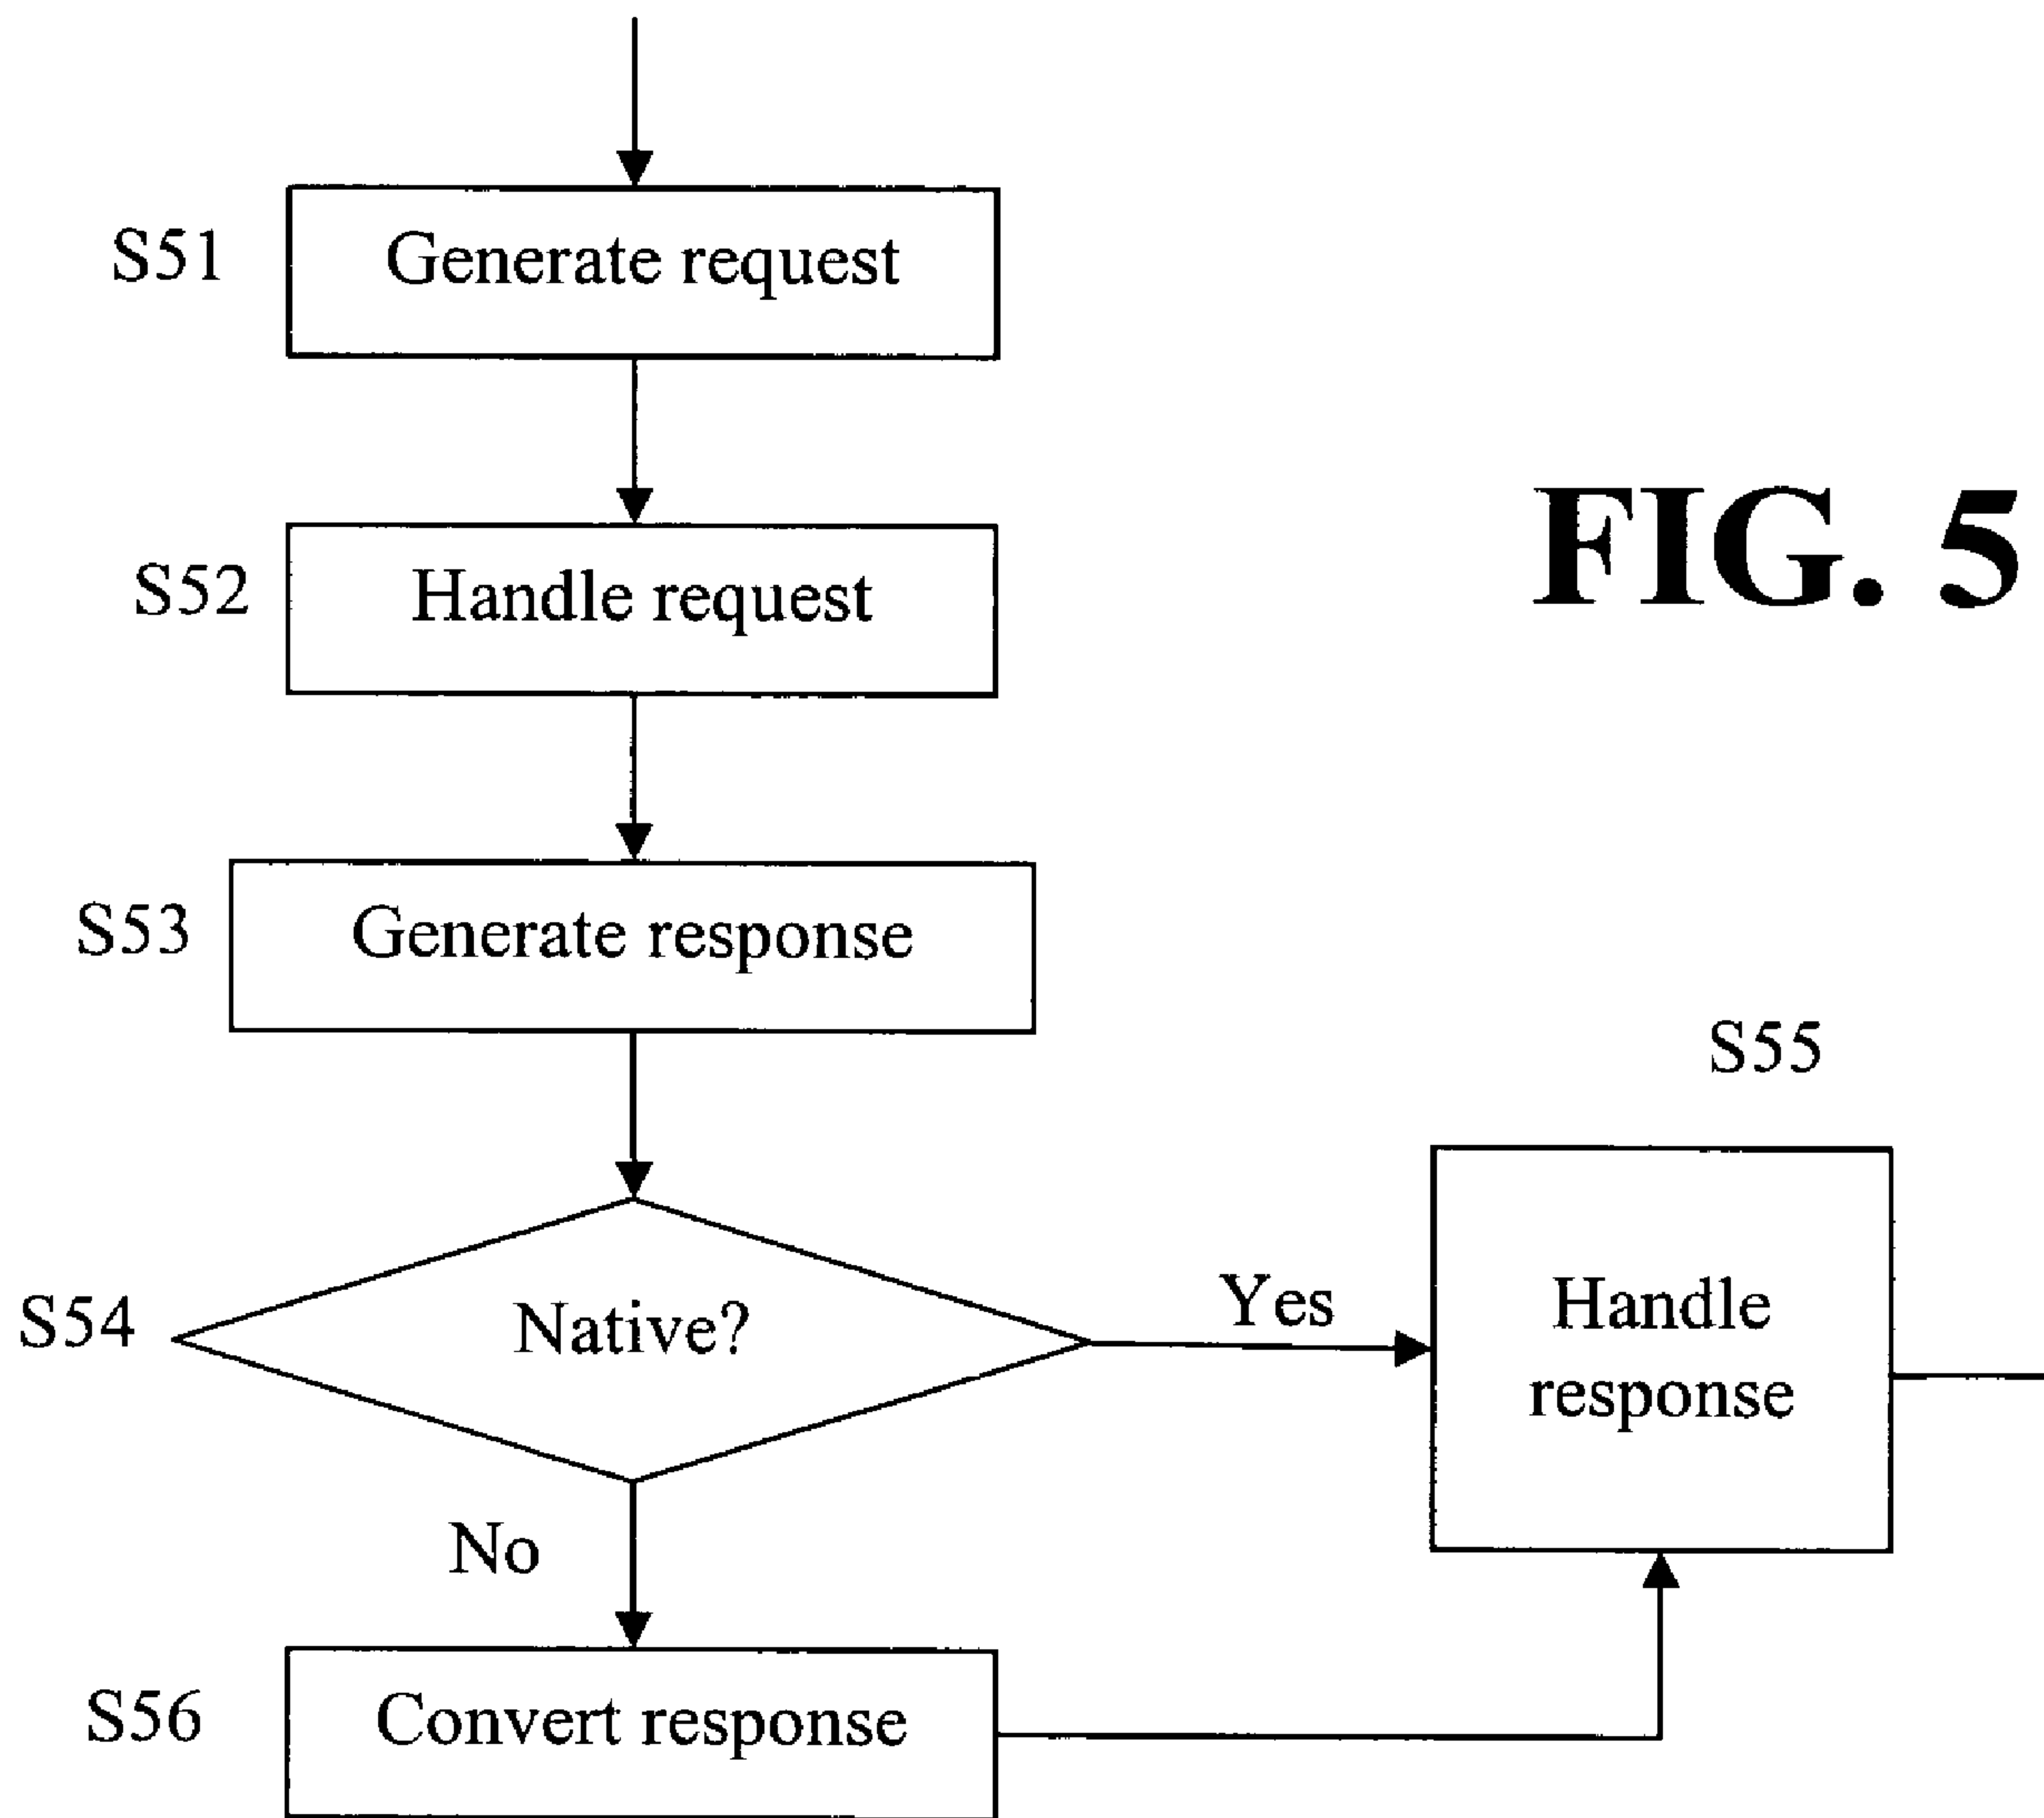 S51
Generate request
FIG. 5
S52
Handle request
S53
Generate response
S55
S54
Native?
Yes
Handle
response
No
S56
Convert response